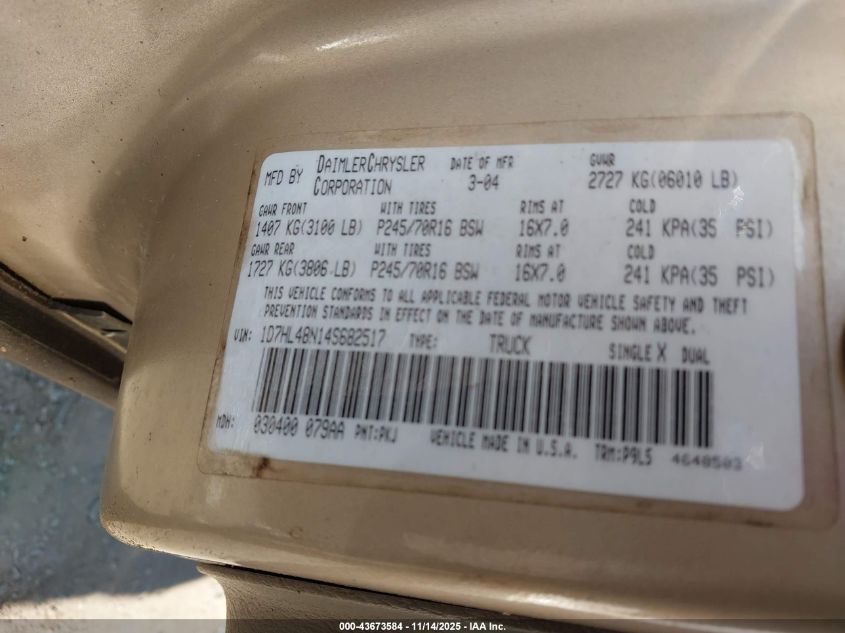 MFD BY DAIMLERCHRYSLER CORPORATION DATE OF MFR 3-04 GVWR 2727 KG(06010 LB)
GAWR FRONT WITH TIRES RIMS AT COLD
1407 KG(3100 LB) P245/70R16 BSW 16X7.0 241 KPA(35 PSI)
GAWR REAR WITH TIRES RIMS AT COLD
1727 KG(3806 LB) P245/70R16 BSW 16X7.0 241 KPA(35 PSI)
THIS VEHICLE CONFORMS TO ALL APPLICABLE FEDERAL MOTOR VEHICLE SAFETY AND THEFT
PREVENTION STANDARDS IN EFFECT ON THE DATE OF MANUFACTURE SHOWN ABOVE.
VIN: 1D7HL48N14S682517 TYPE: TRUCK SINGLE X DUAL
MDH: 030400 079AA PNT:PKJ VEHICLE MADE IN U.S.A. TRM:P9L5 4648503
000-43673584 - 11/14/2025 - IAA Inc.